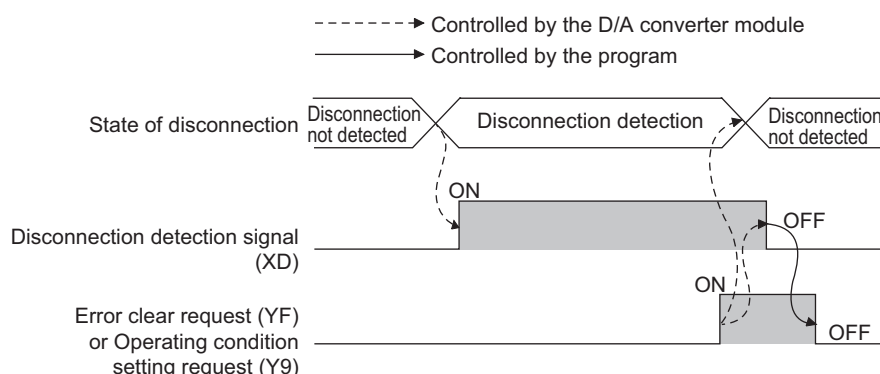 Controlled by the D/A converter module
Controlled by the program
State of disconnection
Disconnection
not detected
Disconnection detection
Disconnection
not detected
ON
Disconnection detection signal
(XD)
OFF
ON
Error clear request (YF)
or Operating condition
setting request (Y9)
OFF